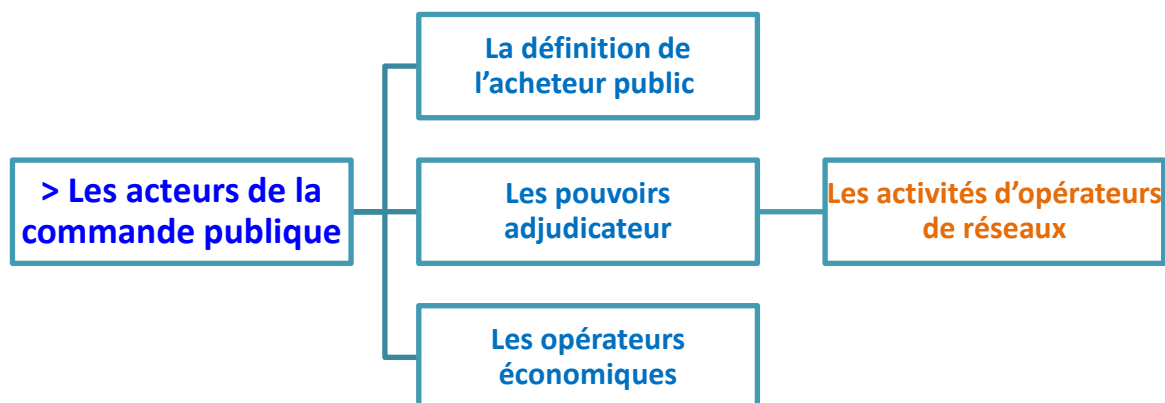 La définition de
l’acheteur public
> Les acteurs de la
commande publique
Les pouvoirs
adjudicateur
Les activités d’opérateurs
de réseaux
Les opérateurs
économiques